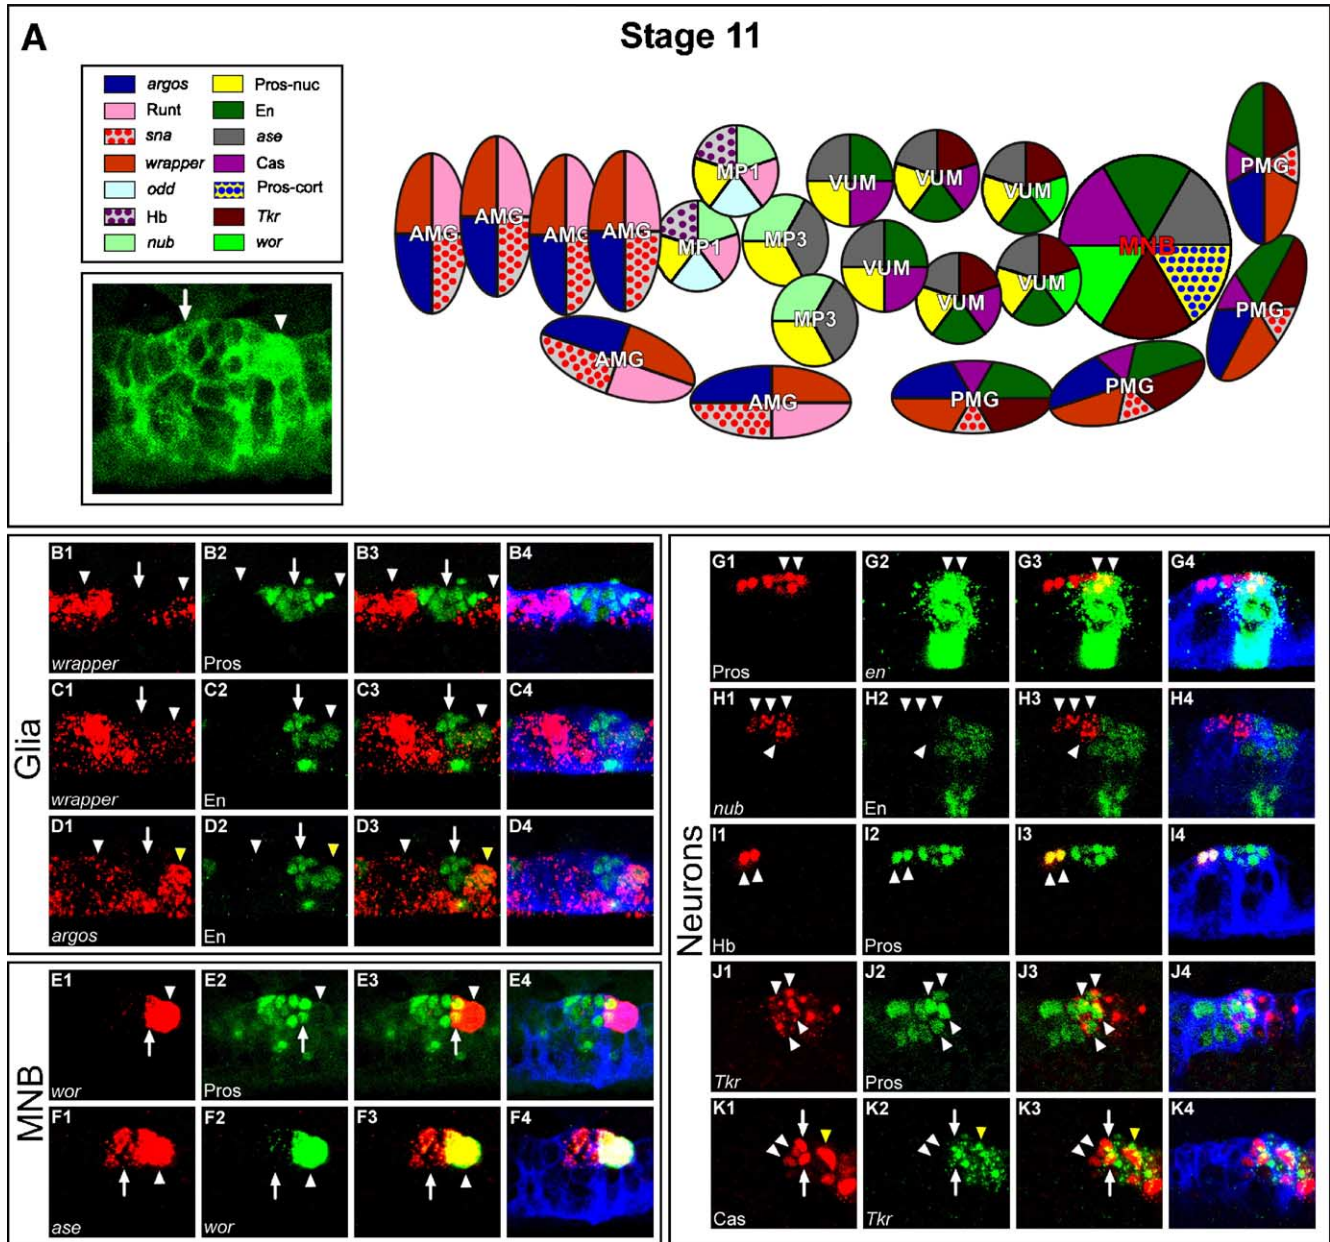 A
Stage 11
argos
Pros-nuc
Runt
En
sna
ase
wrapper
Cas
odd
Pros-cort
Hb
Tkr
nub
wor
AMG
AMG
AMG
AMG
MP1
MP1
MP3
MP3
VUM
VUM
VUM
VUM
VUM
VUM
MNB
PMG
PMG
AMG
AMG
PMG
PMG
Glia
B1
wrapper
B2
Pros
B3
B4
C1
wrapper
C2
En
C3
C4
D1
argos
D2
En
D3
D4
MNB
E1
wor
E2
Pros
E3
E4
F1
ase
F2
wor
F3
F4
Neurons
G1
Pros
G2
en
G3
G4
H1
nub
H2
En
H3
H4
I1
Hb
I2
Pros
I3
I4
J1
Tkr
J2
Pros
J3
J4
K1
Cas
K2
Tkr
K3
K4